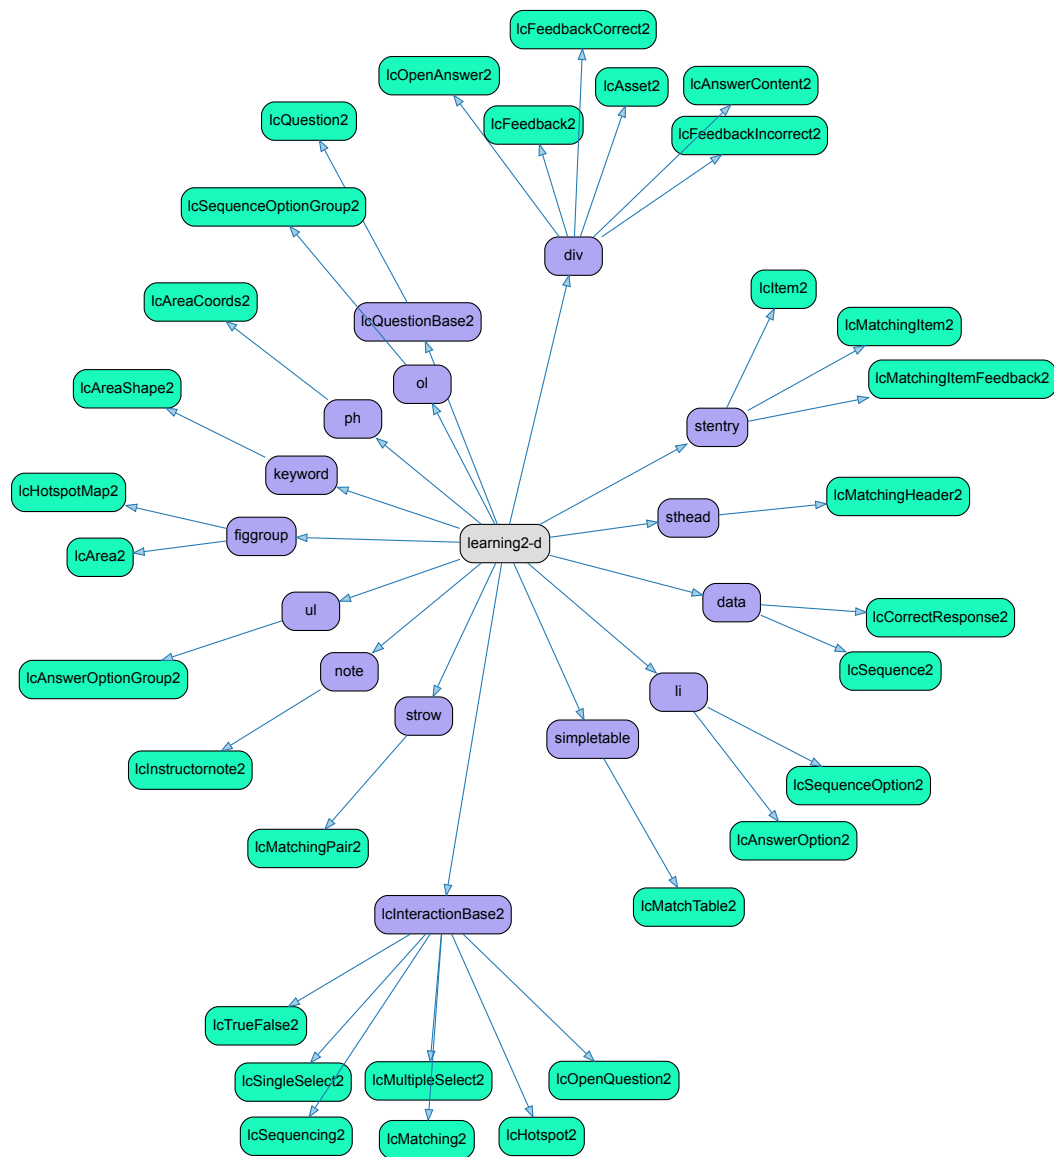 lcFeedbackCorrect2
lcOpenAnswer2
lcAsset2
lcAnswerContent2
lcQuestion2
lcFeedback2
lcFeedbackIncorrect2
lcSequenceOptionGroup2
div
lcItem2
lcAreaCoords2
lcQuestionBase2
lcMatchingItem2
lcAreaShape2
ol
lcMatchingItemFeedback2
ph
stentry
keyword
lcHotspotMap2
lcMatchingHeader2
sthead
figgroup
learning2-d
lcArea2
data
ul
lcCorrectResponse2
lcAnswerOptionGroup2
note
lcSequence2
li
strow
simpletable
lcInstructornote2
lcSequenceOption2
lcAnswerOption2
lcMatchingPair2
lcMatchTable2
lcInteractionBase2
lcTrueFalse2
lcSingleSelect2
lcMultipleSelect2
lcOpenQuestion2
lcSequencing2
lcMatching2
lcHotspot2